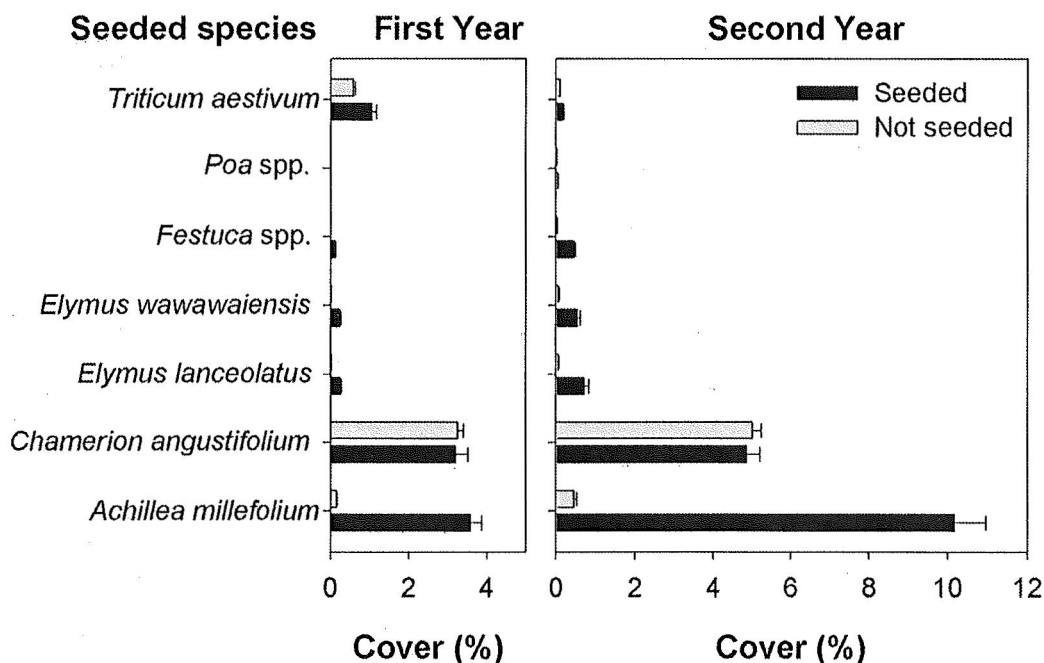 Seeded species First Year Second Year
Triticum aestivum
Poa spp.
Festuca spp.
Elymus wawawaiensis
Elymus lanceolatus
Chamerion angustifolium
Achillea millefolium
Seeded
Not seeded
0 2 4 0 2 4 6 8 10 12
Cover (%) Cover (%)